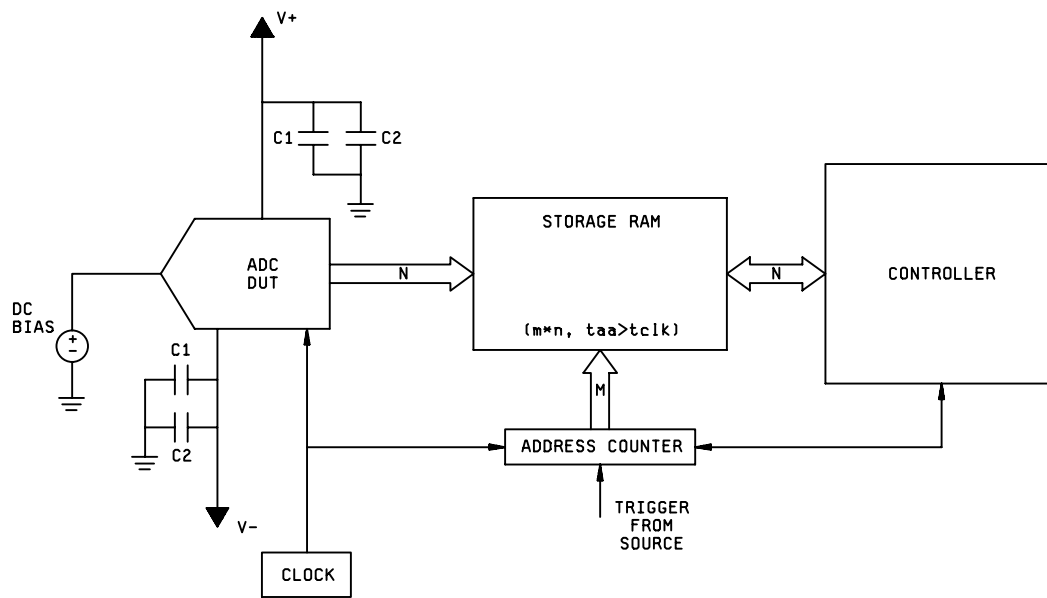 V+
C1
C2
STORAGE RAM
ADC
DUT
N
N
CONTROLLER
DC
BIAS
+
-
(m*n, taa>tclk)
C1
M
ADDRESS COUNTER
C2
TRIGGER
FROM
SOURCE
V-
CLOCK